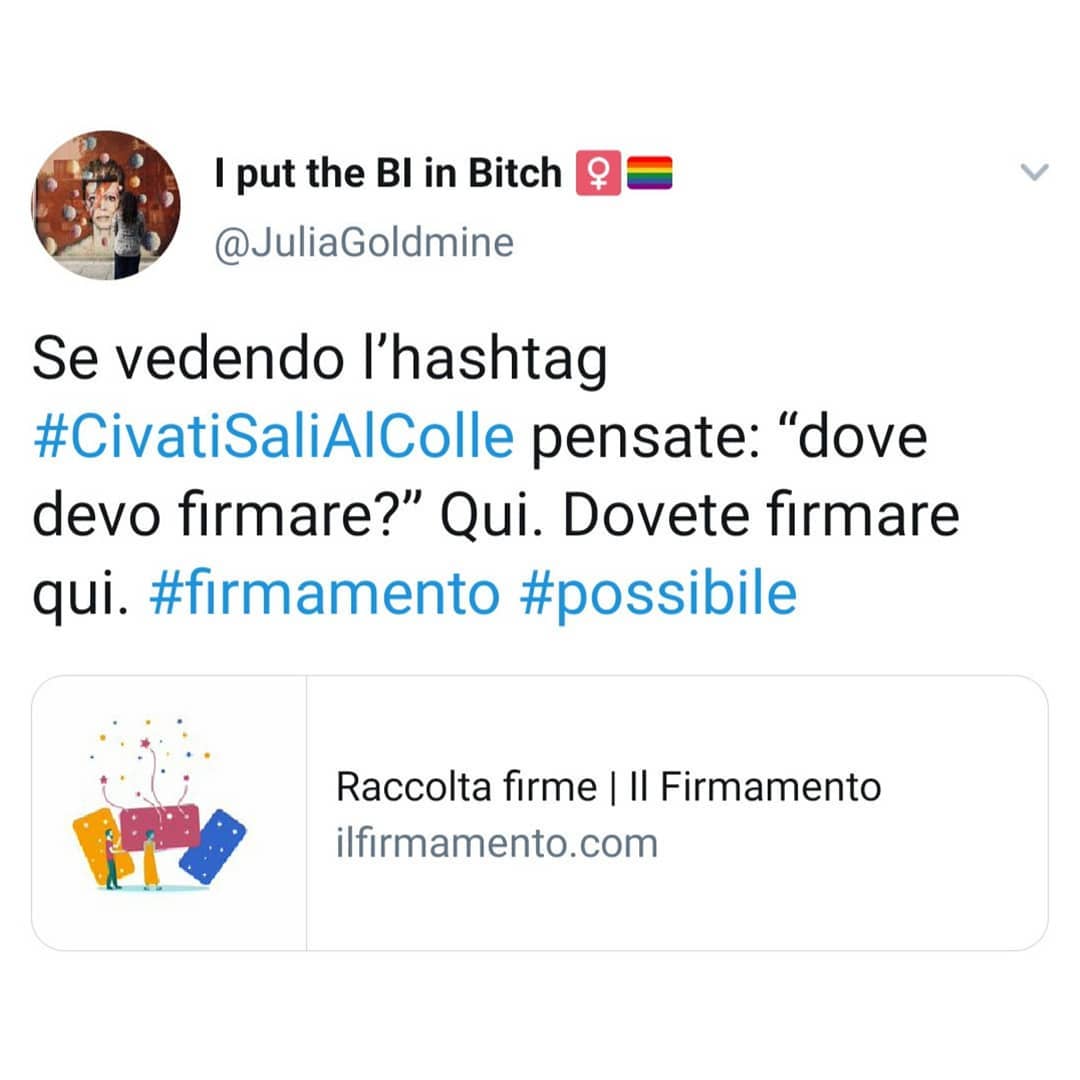 I put the BI in Bitch ♀️🏳️‍🌈
@JuliaGoldmine
Se vedendo l’hashtag
#CivatiSaliAlColle pensate: “dove
devo firmare?” Qui. Dovete firmare
qui. #firmamento #possibile
Raccolta firme | Il Firmamento
ilfirmamento.com